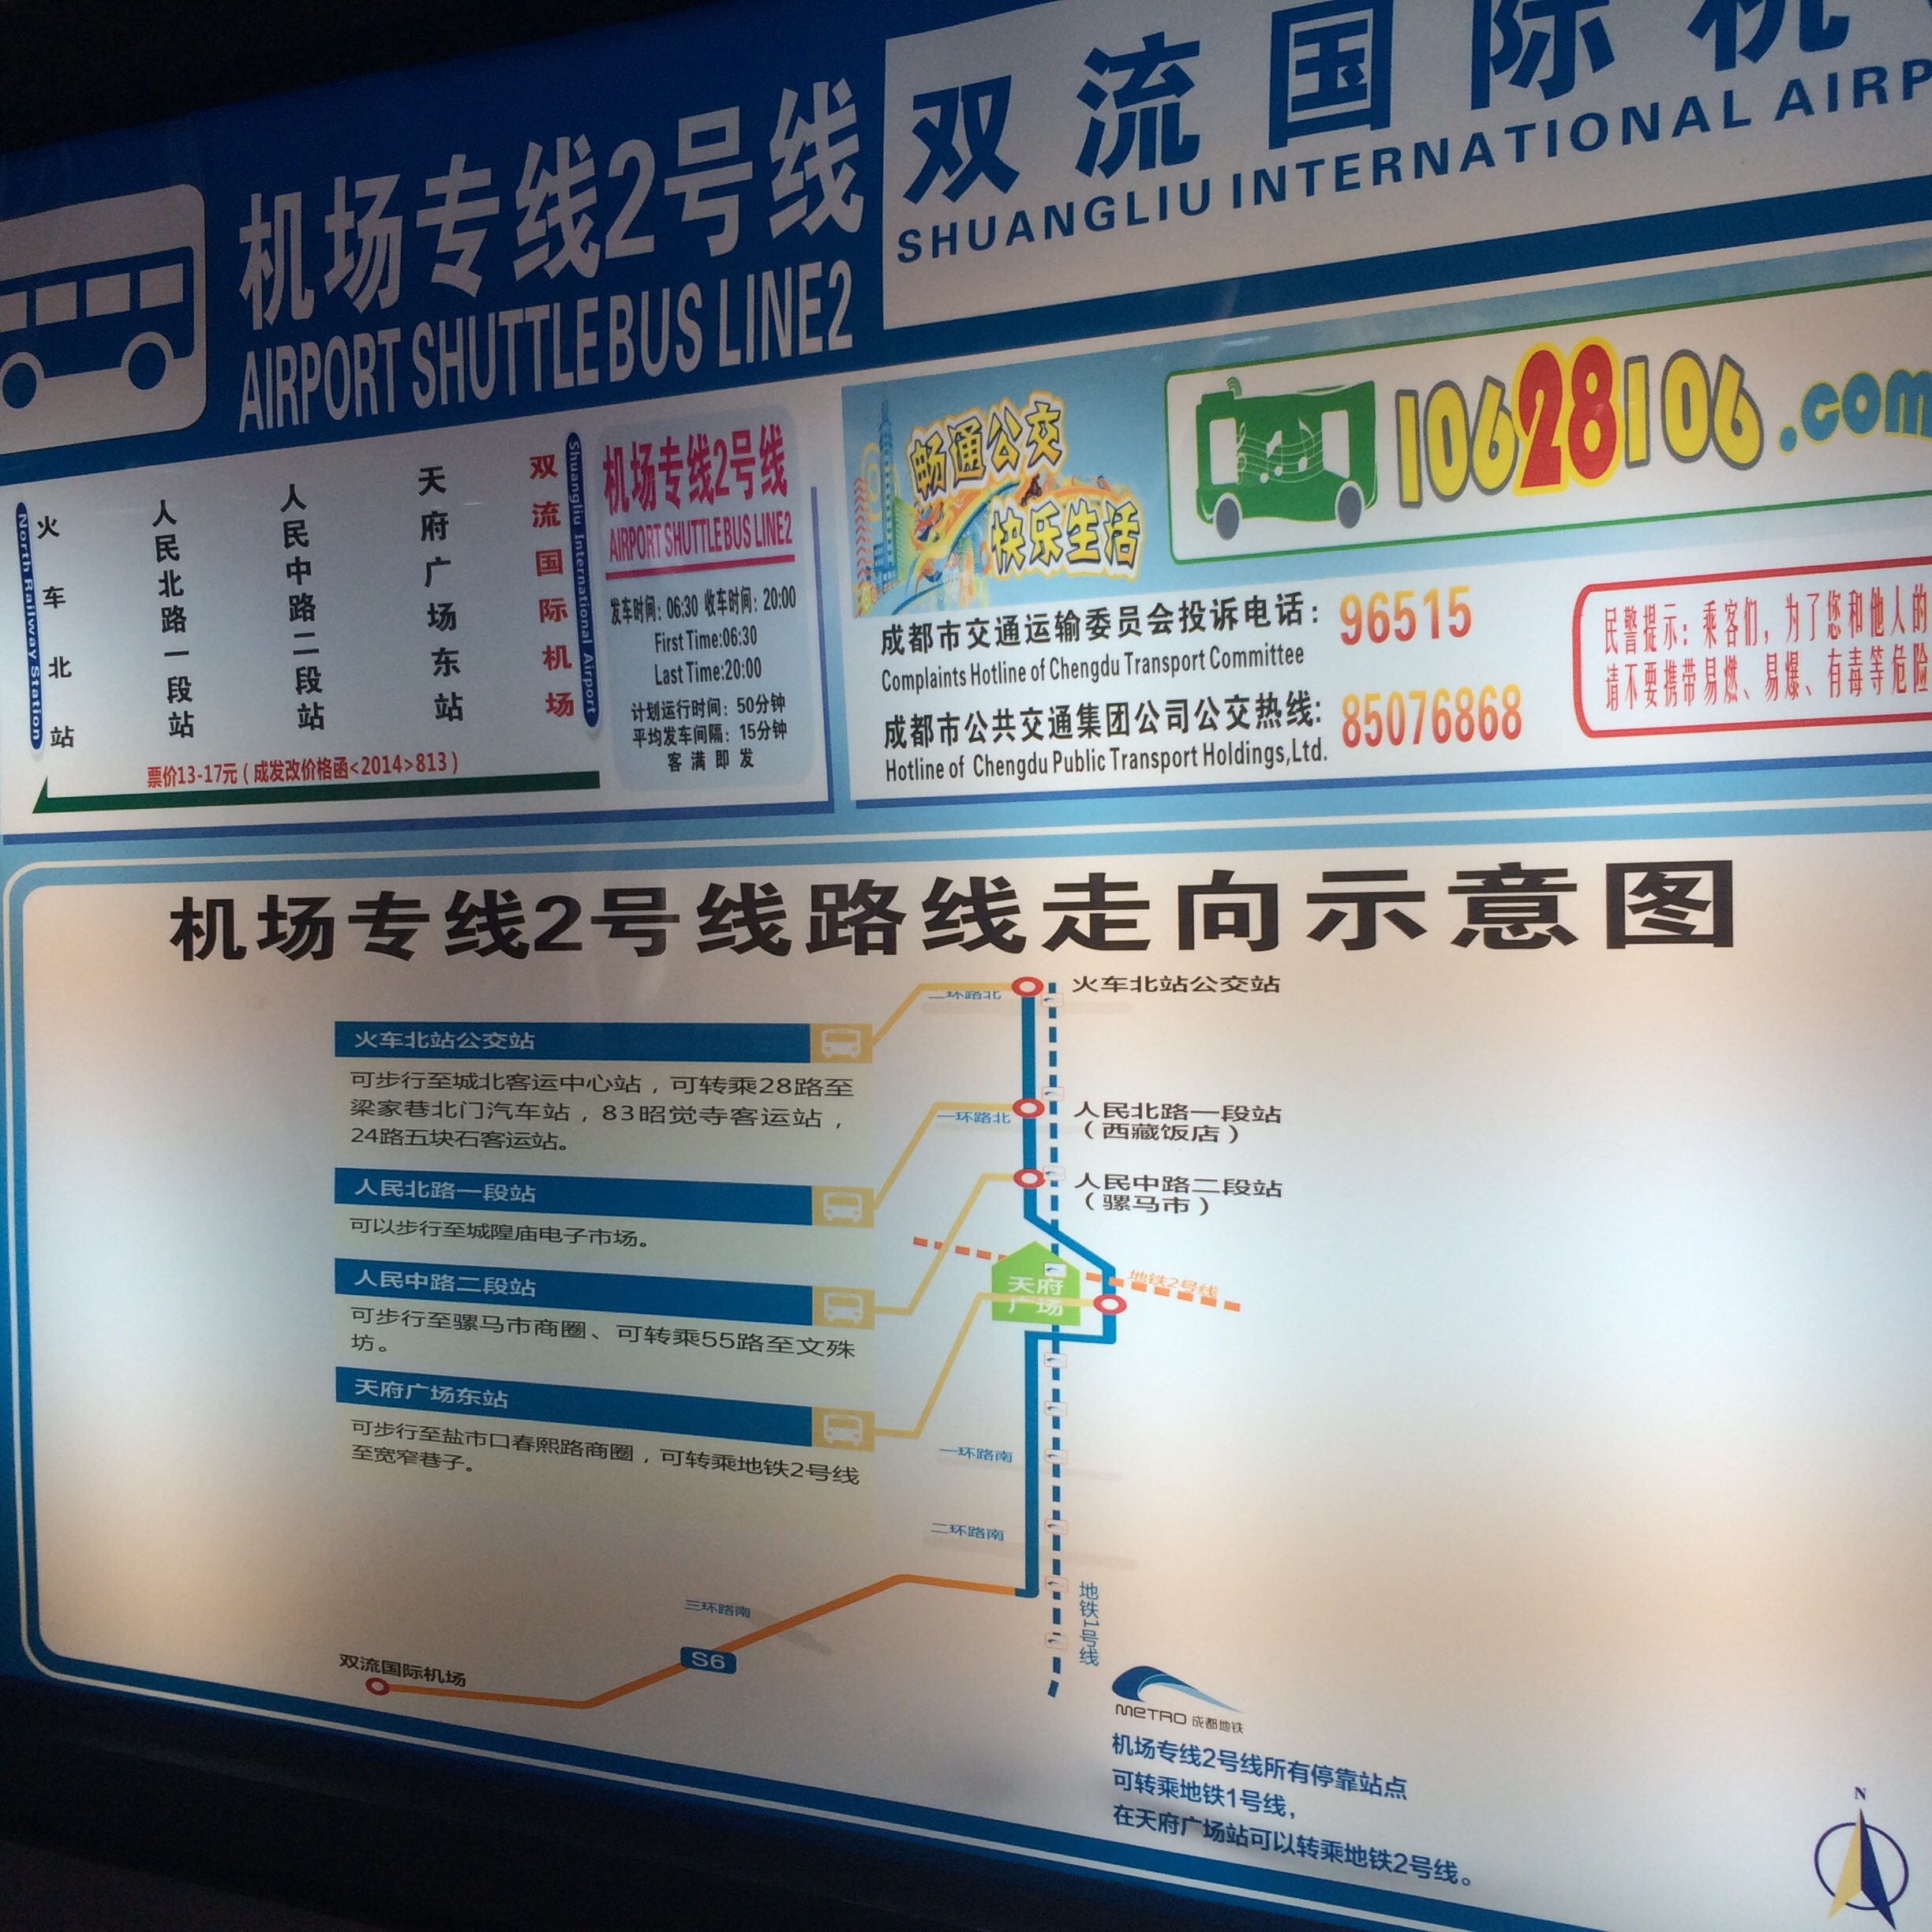 机场专线2号线
AIRPORT SHUTTLE BUS LINE2
双流国际机
SHUANGLIU INTERNATIONAL
North Railway Station
火车北站
人民北路一段站
人民中路二段站
天府广场东站
双流国际机场
Shuangliu International Airport
票价13-17元(成发改价格函<2014>813)
机场专线2号线
AIRPORT SHUTTLE BUS LINE2
发车时间:06:30 收车时间:20:00
First Time:06:30
Last Time:20:00
计划运行时间:50分钟
平均发车间隔:15分钟
客满即发
畅通公交
快乐生活
10628106.com
成都市交通运输委员会投诉电话:96515
Complaints Hotline of Chengdu Transport Committee
成都市公共交通集团公司公交热线:85076868
Hotline of Chengdu Public Transport Holdings,Ltd.
民警提示:乘客们,为了您和他人的
请不要携带易燃、易爆、有毒等危险
机场专线2号线路线走向示意图
火车北站公交站
可步行至城北客运中心站,可转乘28路至
梁家巷北门汽车站,83昭觉寺客运站,
24路五块石客运站。
人民北路一段站
可以步行至城隍庙电子市场。
人民中路二段站
可步行至骡马市商圈、可转乘55路至文殊
坊。
天府广场东站
可步行至盐市口春熙路商圈,可转乘地铁2号线
至宽窄巷子。
二环路北
火车北站公交站
一环路北
人民北路一段站
(西藏饭店)
人民中路二段站
(骡马市)
天府
广场
地铁2号线
一环路南
二环路南
三环路南
地铁1号线
S6
双流国际机场
METRO 成都地铁
机场专线2号线所有停靠站点
可转乘地铁1号线,
在天府广场站可以转乘地铁2号线。
N